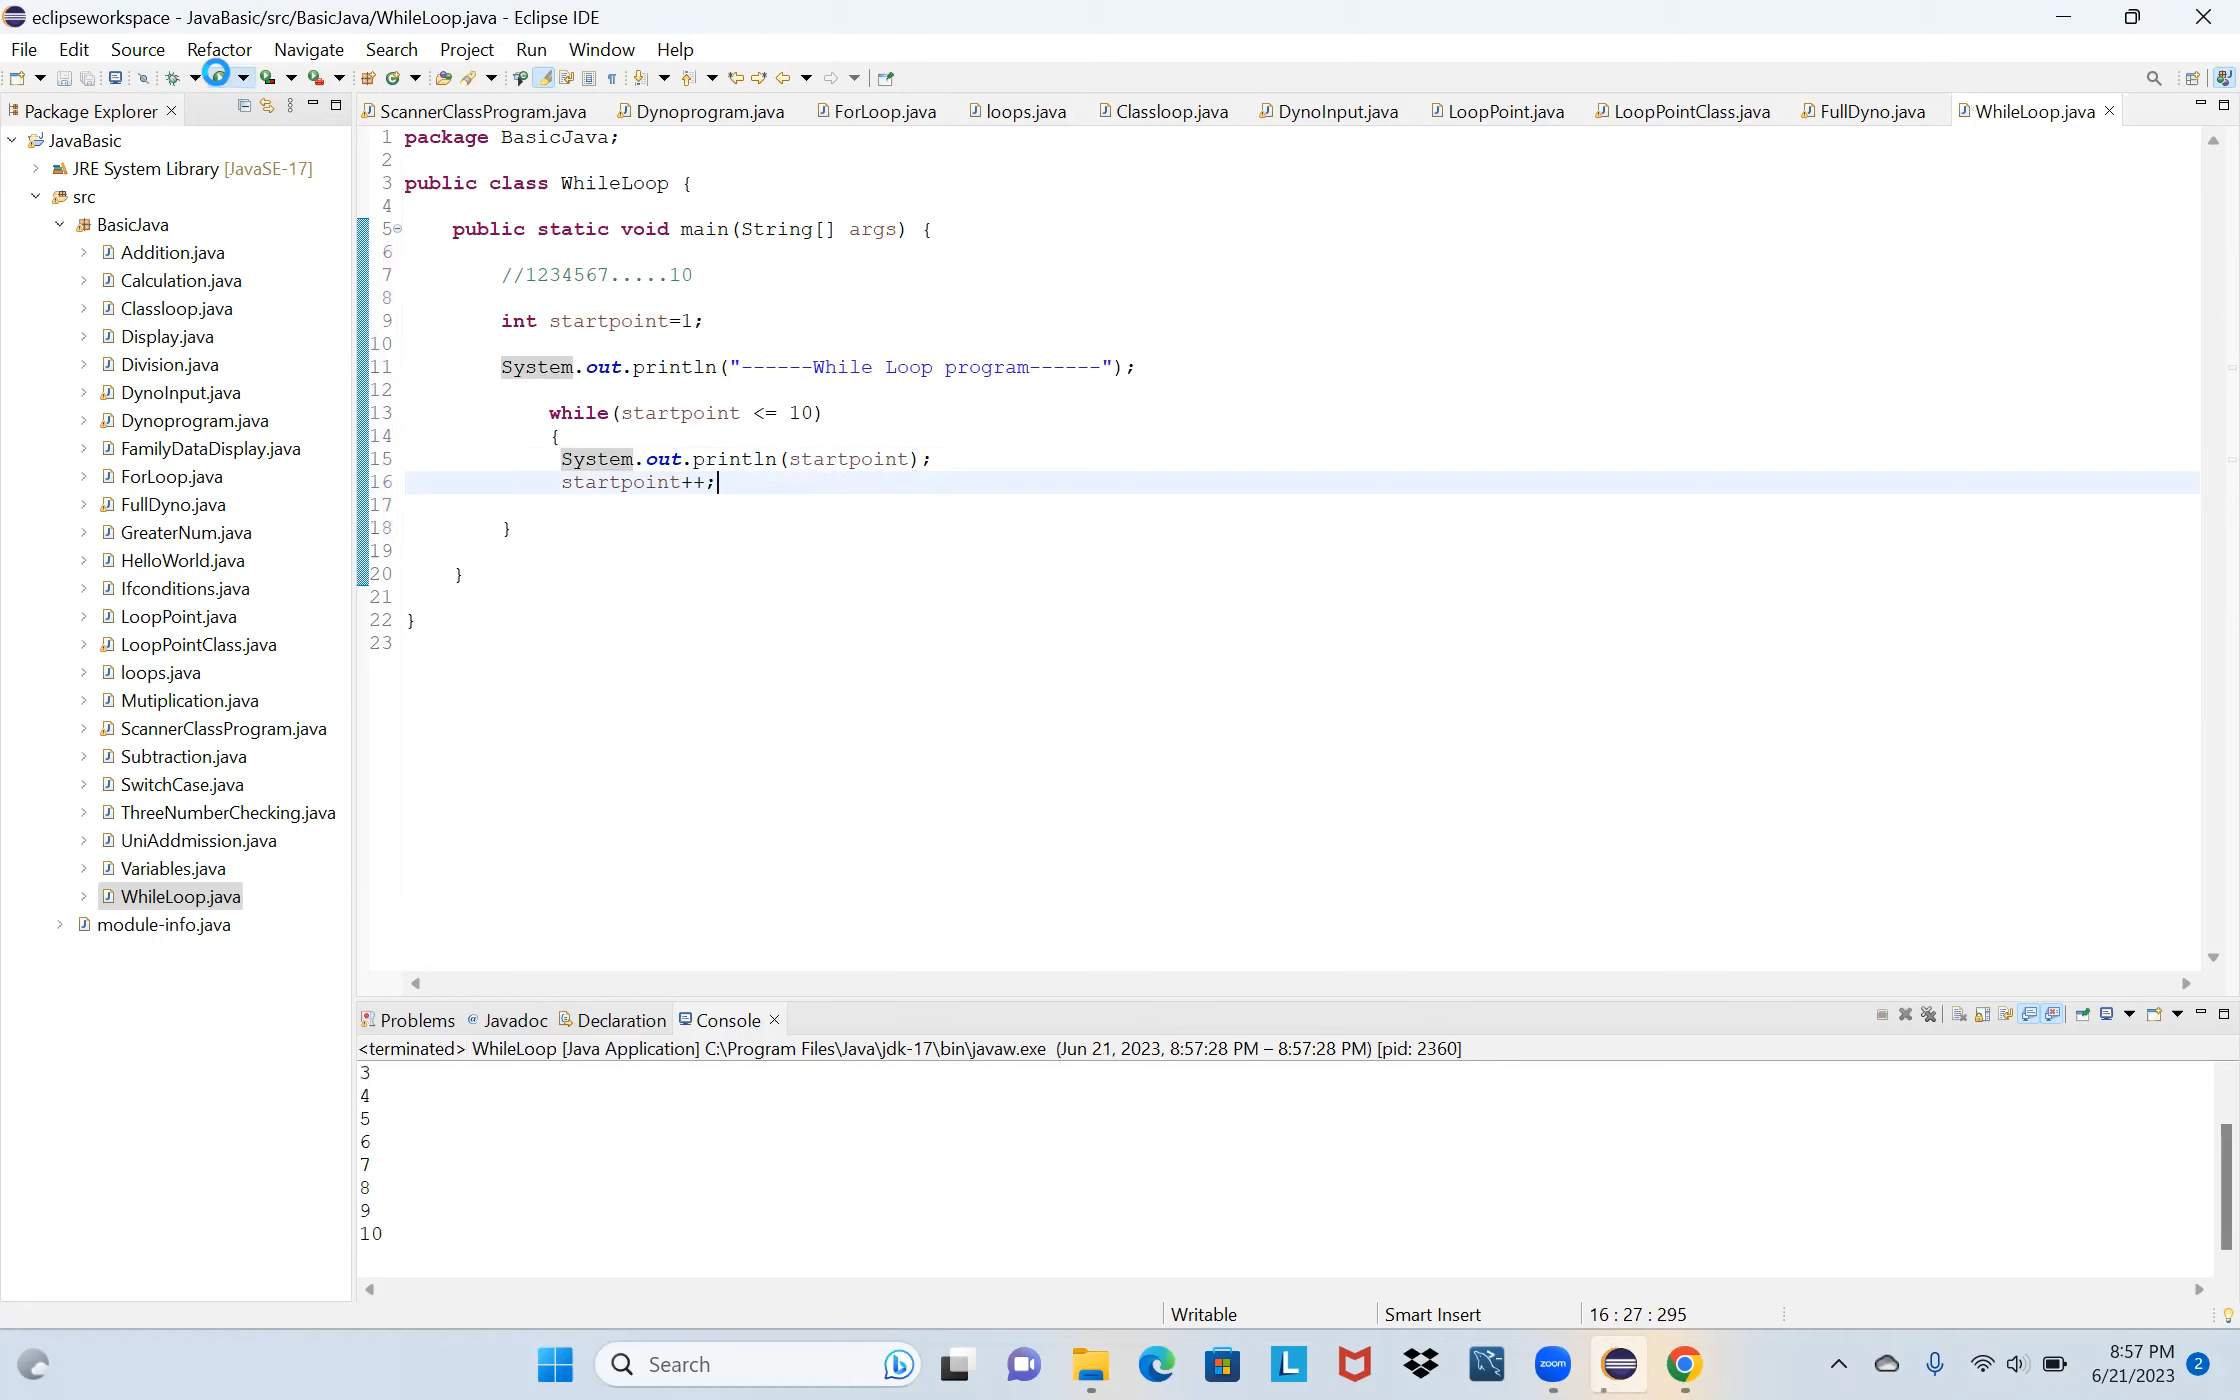 eclipseworkspace - JavaBasic/src/BasicJava/WhileLoop.java - Eclipse IDE
File Edit Source Refactor Navigate Search Project Run Window Help
Package Explorer
ScannerClassProgram.java Dynoprogram.java ForLoop.java loops.java Classloop.java DynoInput.java LoopPoint.java LoopPointClass.java FullDyno.java WhileLoop.java
JavaBasic
JRE System Library [JavaSE-17]
src
BasicJava
Addition.java
Calculation.java
Classloop.java
Display.java
Division.java
DynoInput.java
Dynoprogram.java
FamilyDataDisplay.java
ForLoop.java
FullDyno.java
GreaterNum.java
HelloWorld.java
Ifconditions.java
LoopPoint.java
LoopPointClass.java
loops.java
Mutiplication.java
ScannerClassProgram.java
Subtraction.java
SwitchCase.java
ThreeNumberChecking.java
UniAddmission.java
Variables.java
WhileLoop.java
module-info.java
1 package BasicJava;
2
3 public class WhileLoop {
4
5 public static void main(String[] args) {
6
7 //1234567.....10
8
9 int startpoint=1;
10
11 System.out.println("------While Loop program------");
12
13 while(startpoint <= 10)
14 {
15 System.out.println(startpoint);
16 startpoint++;
17
18 }
19
20 }
21
22 }
23
Problems @ Javadoc Declaration Console
<terminated> WhileLoop [Java Application] C:\Program Files\Java\jdk-17\bin\javaw.exe (Jun 21, 2023, 8:57:28 PM – 8:57:28 PM) [pid: 2360]
3
4
5
6
7
8
9
10
Writable Smart Insert 16 : 27 : 295
Search L zoom 8:57 PM
6/21/2023 2